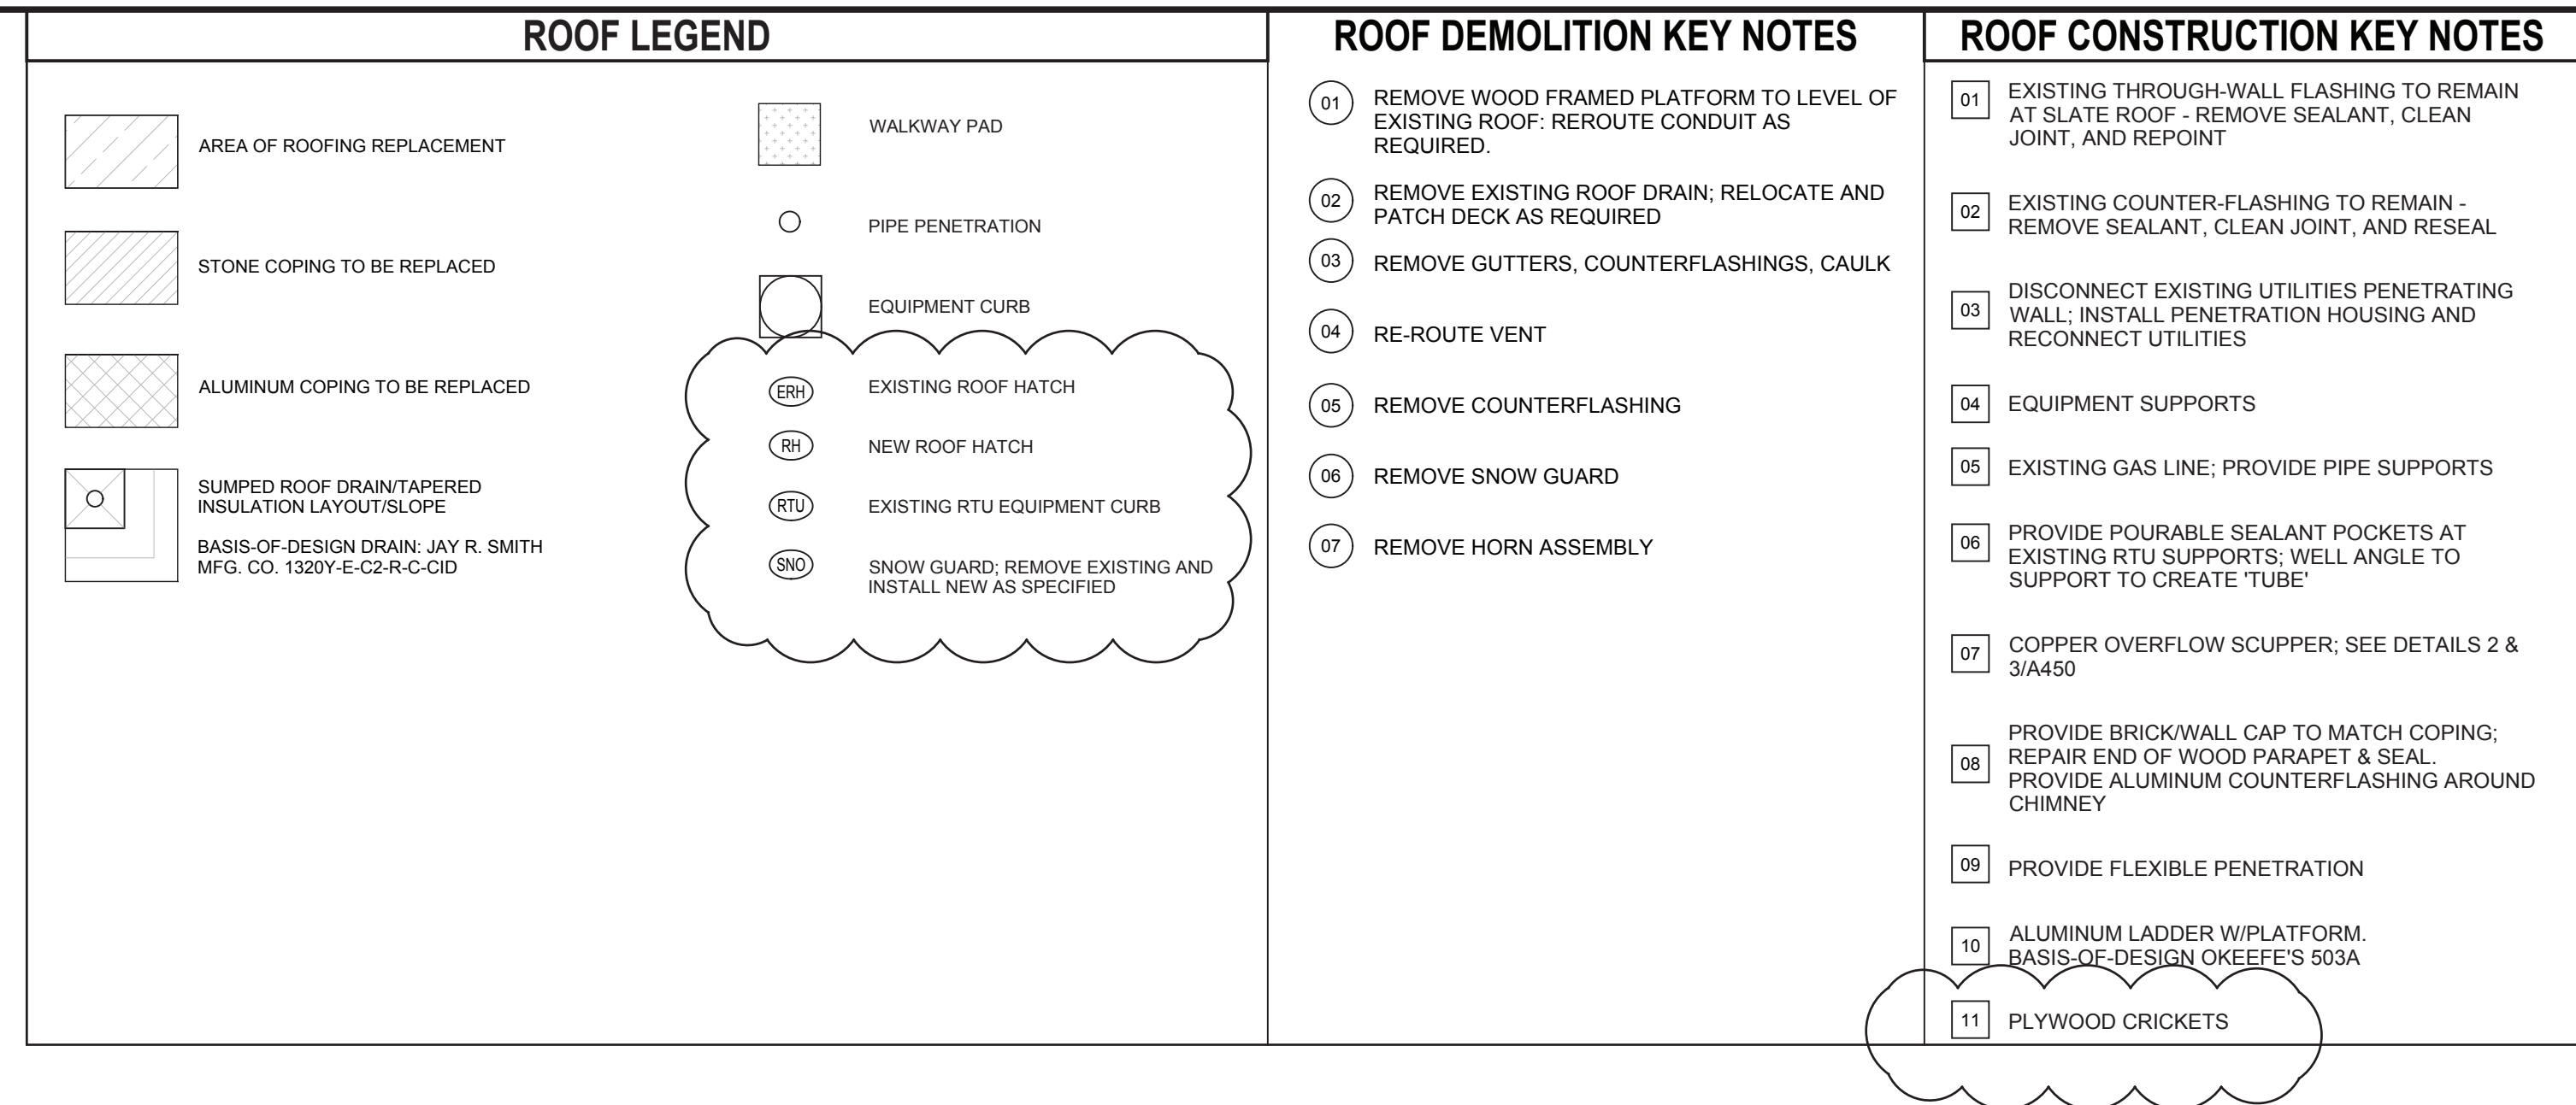 ROOF LEGEND
AREA OF ROOFING REPLACEMENT
STONE COPING TO BE REPLACED
ALUMINUM COPING TO BE REPLACED
SUMPED ROOF DRAIN/TAPERED
INSULATION LAYOUT/SLOPE
BASIS-OF-DESIGN DRAIN: JAY R. SMITH
MFG. CO. 1320Y-E-C2-R-C-CID
WALKWAY PAD
PIPE PENETRATION
EQUIPMENT CURB
ERH EXISTING ROOF HATCH
RH NEW ROOF HATCH
RTU EXISTING RTU EQUIPMENT CURB
SNO SNOW GUARD; REMOVE EXISTING AND
INSTALL NEW AS SPECIFIED
ROOF DEMOLITION KEY NOTES
01 REMOVE WOOD FRAMED PLATFORM TO LEVEL OF
EXISTING ROOF: REROUTE CONDUIT AS
REQUIRED.
02 REMOVE EXISTING ROOF DRAIN; RELOCATE AND
PATCH DECK AS REQUIRED
03 REMOVE GUTTERS, COUNTERFLASHINGS, CAULK
04 RE-ROUTE VENT
05 REMOVE COUNTERFLASHING
06 REMOVE SNOW GUARD
07 REMOVE HORN ASSEMBLY
ROOF CONSTRUCTION KEY NOTES
01 EXISTING THROUGH-WALL FLASHING TO REMAIN
AT SLATE ROOF - REMOVE SEALANT, CLEAN
JOINT, AND REPOINT
02 EXISTING COUNTER-FLASHING TO REMAIN -
REMOVE SEALANT, CLEAN JOINT, AND RESEAL
03 DISCONNECT EXISTING UTILITIES PENETRATING
WALL; INSTALL PENETRATION HOUSING AND
RECONNECT UTILITIES
04 EQUIPMENT SUPPORTS
05 EXISTING GAS LINE; PROVIDE PIPE SUPPORTS
06 PROVIDE POURABLE SEALANT POCKETS AT
EXISTING RTU SUPPORTS; WELL ANGLE TO
SUPPORT TO CREATE 'TUBE'
07 COPPER OVERFLOW SCUPPER; SEE DETAILS 2 &
3/A450
08 PROVIDE BRICK/WALL CAP TO MATCH COPING;
REPAIR END OF WOOD PARAPET & SEAL.
PROVIDE ALUMINUM COUNTERFLASHING AROUND
CHIMNEY
09 PROVIDE FLEXIBLE PENETRATION
10 ALUMINUM LADDER W/PLATFORM.
BASIS-OF-DESIGN OKEEFE'S 503A
11 PLYWOOD CRICKETS